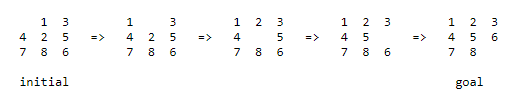 1  3        1     3        1  2  3        1  2  3        1  2  3
4  2  5   =>   4  2  5   =>   4     5   =>   4  5      =>   4  5  6
7  8  6        7  8  6        7  8  6        7  8  6        7  8
initial                                                      goal